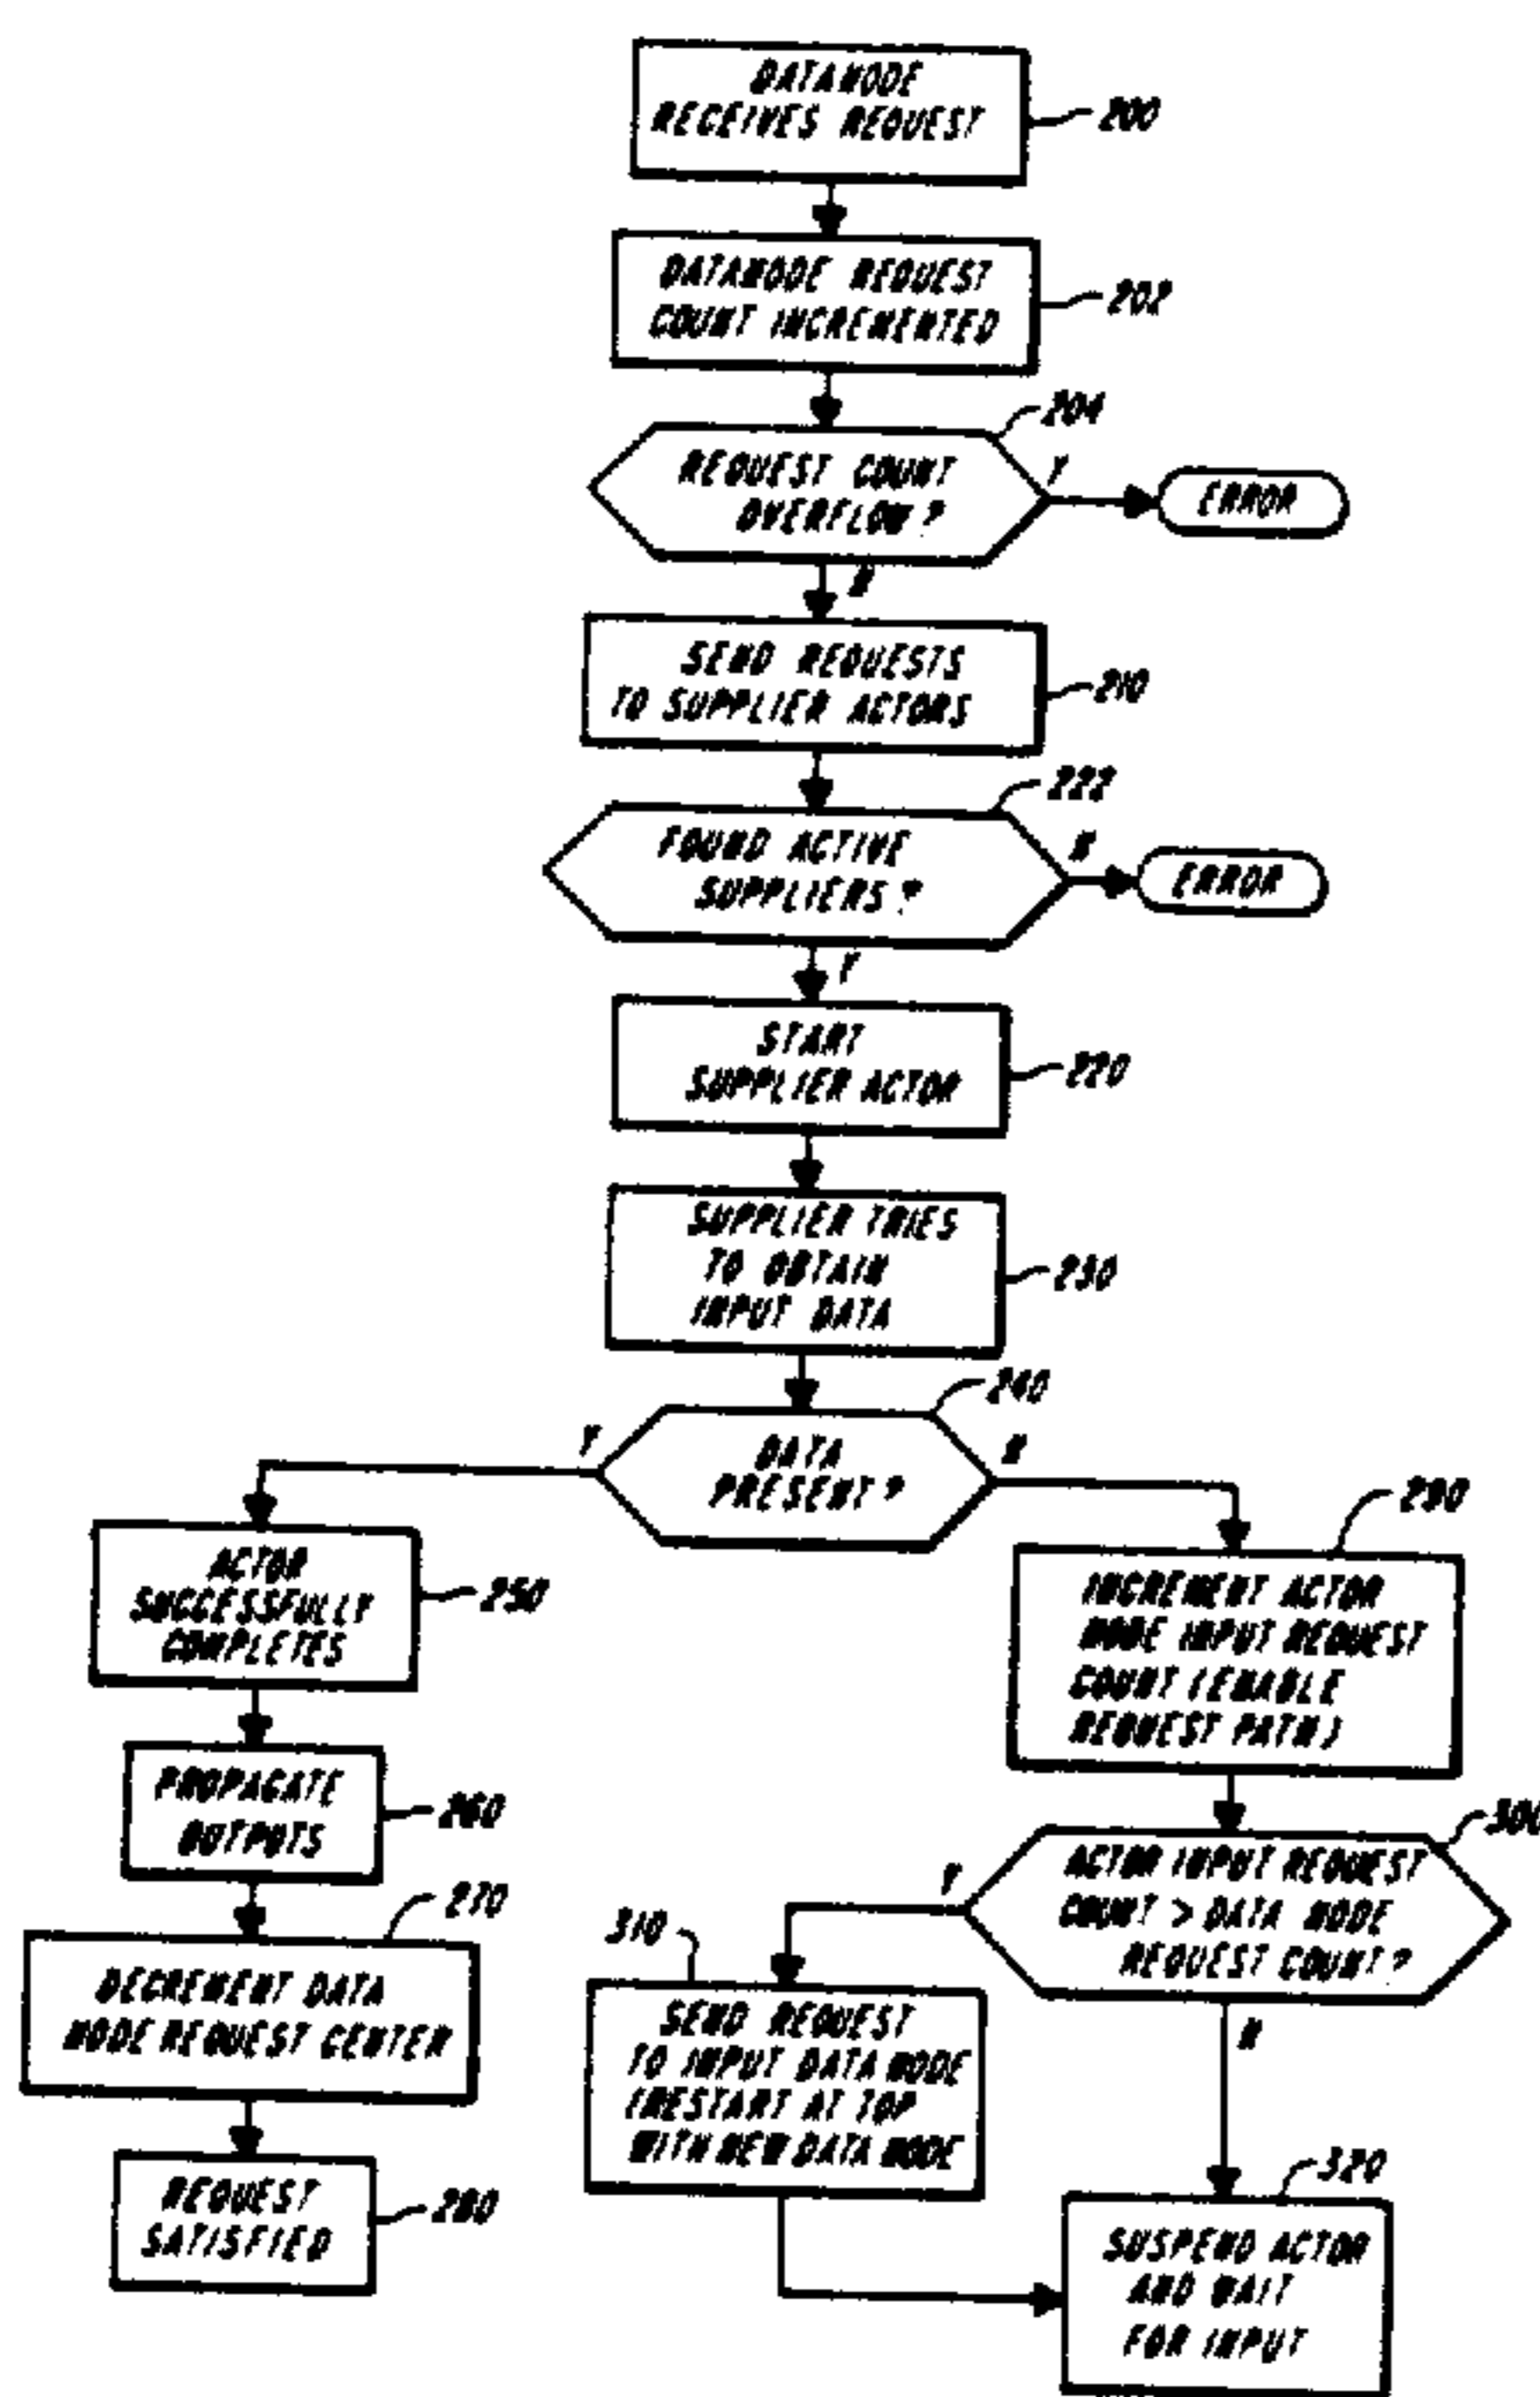 DATANODE
RECEIVES REQUEST
200
DATANODE REQUEST
COUNT INCREMENTED
202
204
REQUEST COUNT
OVERFLOW?
Y
ERROR
N
SEND REQUESTS
TO SUPPLIER ACTORS
210
222
FOUND ACTIVE
SUPPLIERS?
N
ERROR
Y
START
SUPPLIER ACTOR
220
SUPPLIER TRIES
TO OBTAIN
INPUT DATA
230
240
DATA
PRESENT?
Y
N
ACTOR
SUCCESSFULLY
COMPLETES
250
290
INCREMENT ACTOR
NODE INPUT REQUEST
COUNT (ENABLE
REQUEST PATH)
PROPAGATE
OUTPUTS
260
300
ACTOR INPUT REQUEST
COUNT > DATA NODE
REQUEST COUNT?
Y
N
270
DECREMENT DATA
NODE REQUEST CENTER
310
SEND REQUEST
TO INPUT DATA NODE
(RESTART AT TOP
WITH NEW DATA NODE
REQUEST
SATISFIED
280
320
SUSPEND ACTOR
AND WAIT
FOR INPUT